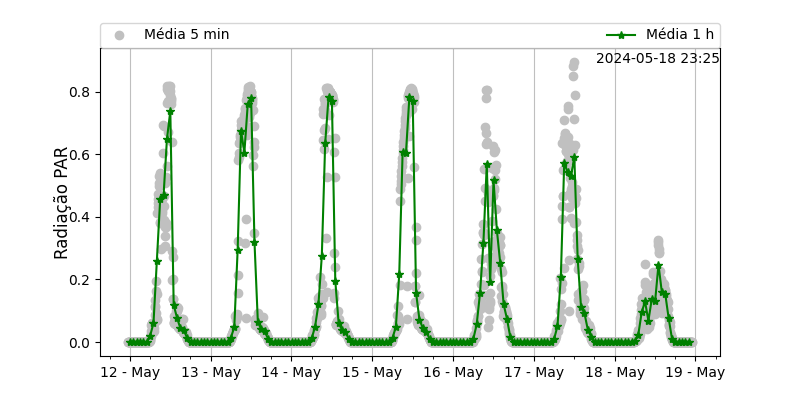 Média 5 min
Média 1 h
2024-05-18 23:25
Radiação PAR
0.8
0.6
0.4
0.2
0.0
12 - May
13 - May
14 - May
15 - May
16 - May
17 - May
18 - May
19 - May